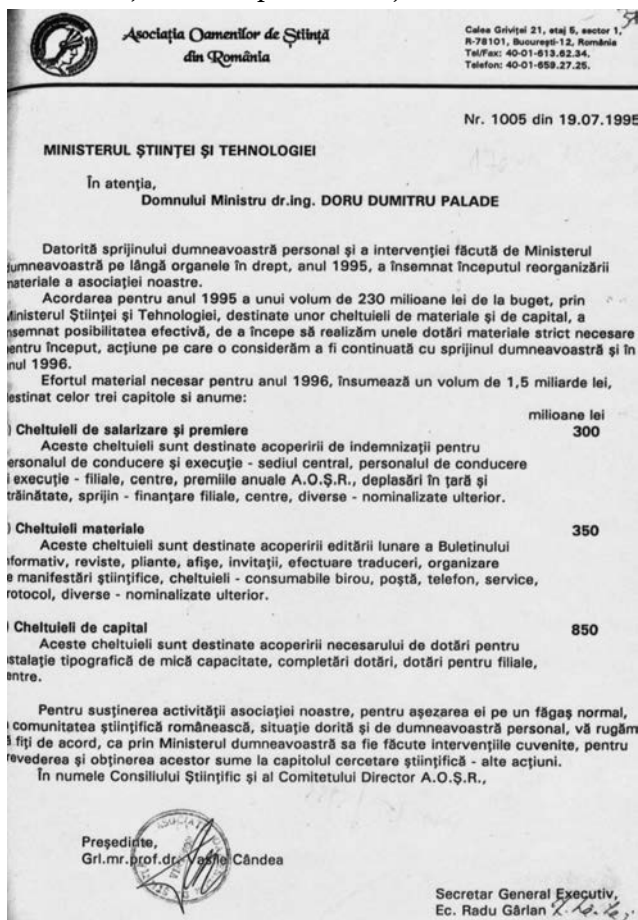 Asociaţia Oamenilor de Ştiinţă
din România
Calea Griviţei 21, etaj 5, sector 1,
R-78101, Bucureşti-12, România
Tel/Fax: 40-01-613.62.34,
Telefon: 40-01-659.27.25.
Nr. 1005 din 19.07.1995
MINISTERUL ŞTIINŢEI ŞI TEHNOLOGIEI
În atenţia,
Domnului Ministru dr.ing. DORU DUMITRU PALADE
Datorită sprijinului dumneavoastră personal şi a intervenţiei făcută de Ministerul
dumneavoastră pe lângă organele în drept, anul 1995, a însemnat începutul reorganizării
materiale a asociaţiei noastre.
Acordarea pentru anul 1995 a unui volum de 230 milioane lei de la buget, prin
Ministerul Ştiinţei şi Tehnologiei, destinate unor cheltuieli de materiale şi de capital, a
nsemnat posibilitatea efectivă, de a începe să realizăm unele dotări materiale strict necesare
entru început, acţiune pe care o considerăm a fi continuată cu sprijinul dumneavoastră şi în
nul 1996.
Efortul material necesar pentru anul 1996, însumează un volum de 1,5 miliarde lei,
estinat celor trei capitole si anume:
milioane lei
) Cheltuieli de salarizare şi premiere 300
Aceste cheltuieli sunt destinate acoperirii de indemnizaţii pentru
ersonalul de conducere şi execuţie - sediul central, personalul de conducere
i execuţie - filiale, centre, premiile anuale A.O.Ş.R., deplasări în ţară şi
trăinătate, sprijin - finanţare filiale, centre, diverse - nominalizate ulterior.
) Cheltuieli materiale 350
Aceste cheltuieli sunt destinate acoperirii editării lunare a Buletinului
nformativ, reviste, pliante, afişe, invitaţii, efectuare traduceri, organizare
e manifestări ştiinţifice, cheltuieli - consumabile birou, poştă, telefon, service,
rotocol, diverse - nominalizate ulterior.
) Cheltuieli de capital 850
Aceste cheltuieli sunt destinate acoperirii necesarului de dotări pentru
nstalaţie tipografică de mică capacitate, completări dotări, dotări pentru filiale,
entre.
Pentru susţinerea activităţii asociaţiei noastre, pentru aşezarea ei pe un făgaş normal,
comunitatea ştiinţifică românească, situaţie dorită şi de dumneavoastră personal, vă rugăm
ă fiţi de acord, ca prin Ministerul dumneavoastră sa fie făcute intervenţiile cuvenite, pentru
revederea şi obţinerea acestor sume la capitolul cercetare ştiinţifică - alte acţiuni.
În numele Consiliului Ştiinţific şi al Comitetului Director A.O.Ş.R.,
Preşedinte,
Grl.mr.prof.dr. Vasile Cândea
Secretar General Executiv,
Ec. Radu Gârlan